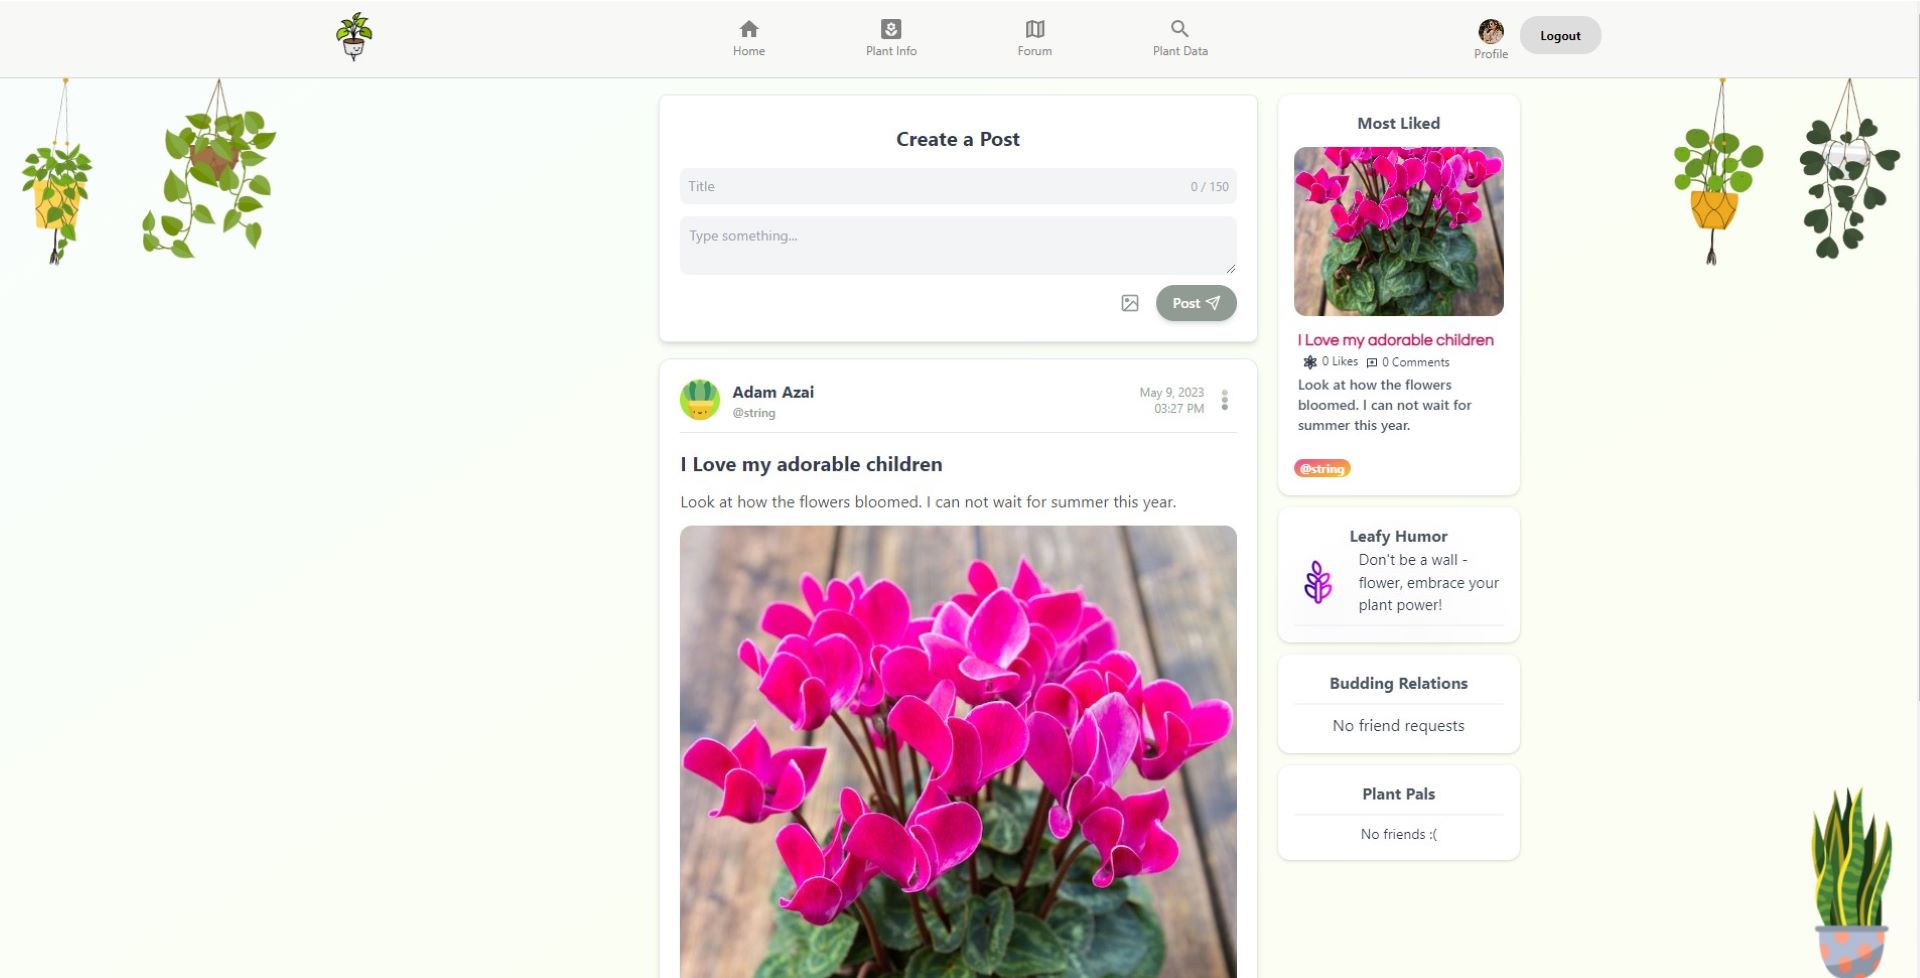 Home
Plant Info
Forum
Plant Data
Profile
Logout
Create a Post
Title
0 / 150
Type something...
Post
Adam Azai
@string
May 9, 2023
03:27 PM
I Love my adorable children
Look at how the flowers bloomed. I can not wait for summer this year.
Most Liked
I Love my adorable children
0 Likes
0 Comments
Look at how the flowers
bloomed. I can not wait for
summer this year.
@string
Leafy Humor
Don't be a wall -
flower, embrace your
plant power!
Budding Relations
No friend requests
Plant Pals
No friends :(